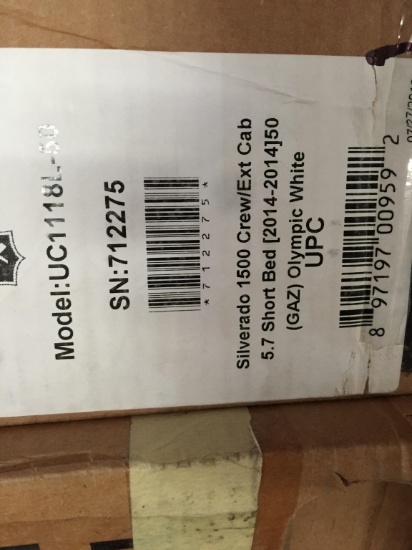 Model:UC1118L-50
SN:712275
*712275*
Silverado 1500 Crew/Ext Cab
5.7 Short Bed [2014-2014]50
(GAZ) Olympic White
UPC
8 97197 00959 2